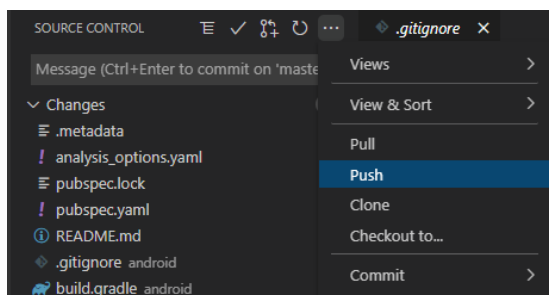 SOURCE CONTROL
.gitignore
Message (Ctrl+Enter to commit on 'maste
Changes
.metadata
analysis_options.yaml
pubspec.lock
pubspec.yaml
README.md
.gitignore android
build.gradle android
Views
View & Sort
Pull
Push
Clone
Checkout to...
Commit